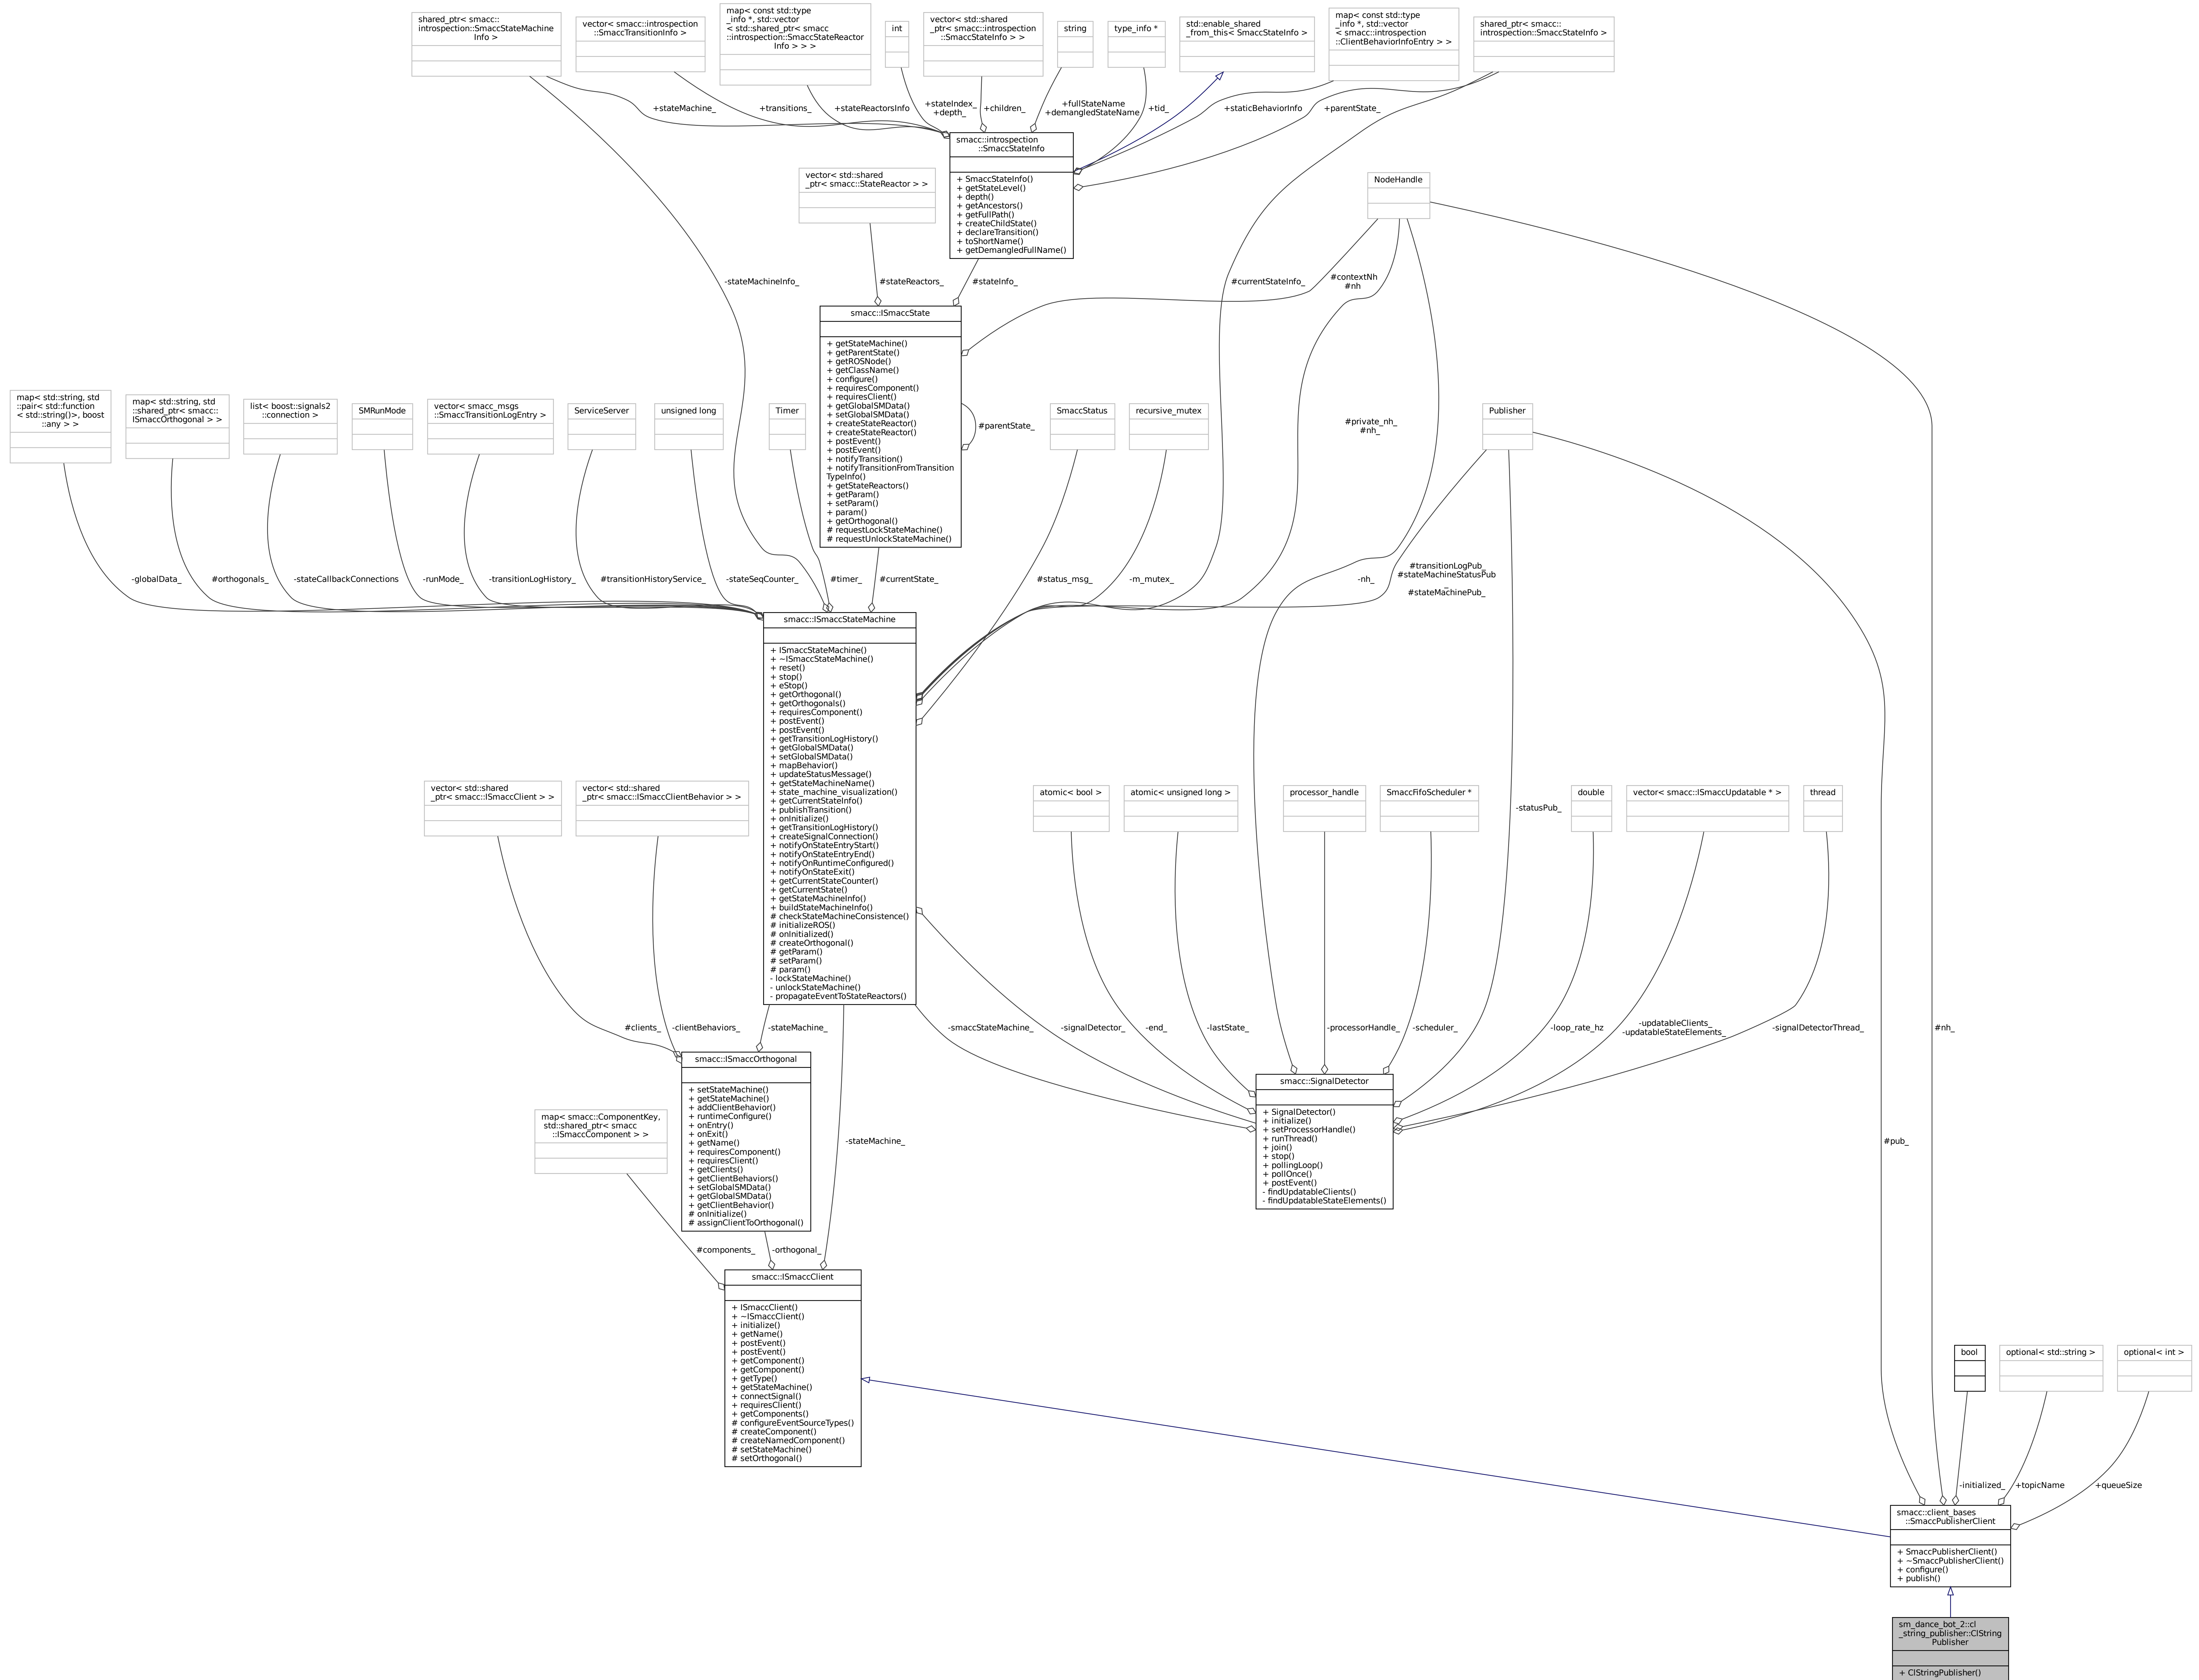 shared_ptr< smacc::
introspection::SmaccStateMachine
Info >
vector< smacc::introspection
::SmaccTransitionInfo >
map< const std::type
_info *, std::vector
< std::shared_ptr< smacc
::introspection::SmaccStateReactor
Info > > >
int
vector< std::shared
_ptr< smacc::introspection
::SmaccStateInfo > >
string
type_info *
std::enable_shared
_from_this< SmaccStateInfo >
map< const std::type
_info *, std::vector
< smacc::introspection
::ClientBehaviorInfoEntry > >
shared_ptr< smacc::
introspection::SmaccStateInfo >
+stateMachine_
+transitions_
+stateReactorsInfo
+stateIndex_
+depth_
+children_
+fullStateName
+demangledStateName
+tid_
+staticBehaviorInfo
+parentState_
smacc::introspection
::SmaccStateInfo
+ SmaccStateInfo()
+ getStateLevel()
+ depth()
+ getAncestors()
+ getFullPath()
+ createChildState()
+ declareTransition()
+ toShortName()
+ getDemangledFullName()
vector< std::shared
_ptr< smacc::StateReactor > >
NodeHandle
-stateMachineInfo_
#stateReactors_
#stateInfo_
#currentStateInfo_
#contextNh
#nh
smacc::ISmaccState
+ getStateMachine()
+ getParentState()
+ getROSNode()
+ getClassName()
+ configure()
+ requiresComponent()
+ requiresClient()
+ getGlobalSMData()
+ setGlobalSMData()
+ createStateReactor()
+ createStateReactor()
+ postEvent()
+ postEvent()
+ notifyTransition()
+ notifyTransitionFromTransition
TypeInfo()
+ getStateReactors()
+ getParam()
+ setParam()
+ param()
+ getOrthogonal()
# requestLockStateMachine()
# requestUnlockStateMachine()
#parentState_
map< std::string, std
::pair< std::function
< std::string()>, boost
::any > >
map< std::string, std
::shared_ptr< smacc::
ISmaccOrthogonal > >
list< boost::signals2
::connection >
SMRunMode
vector< smacc_msgs
::SmaccTransitionLogEntry >
ServiceServer
unsigned long
Timer
SmaccStatus
recursive_mutex
#private_nh_
#nh_
Publisher
-globalData_
#orthogonals_
-stateCallbackConnections
-runMode_
-transitionLogHistory_
#transitionHistoryService_
-stateSeqCounter_
#timer_
#currentState_
#status_msg_
-m_mutex_
-nh_
#transitionLogPub_
#stateMachineStatusPub
_
#stateMachinePub_
smacc::ISmaccStateMachine
+ ISmaccStateMachine()
+ ~ISmaccStateMachine()
+ reset()
+ stop()
+ eStop()
+ getOrthogonal()
+ getOrthogonals()
+ requiresComponent()
+ postEvent()
+ postEvent()
+ getTransitionLogHistory()
+ getGlobalSMData()
+ setGlobalSMData()
+ mapBehavior()
+ updateStatusMessage()
+ getStateMachineName()
+ state_machine_visualization()
+ getCurrentStateInfo()
+ publishTransition()
+ onInitialize()
+ getTransitionLogHistory()
+ createSignalConnection()
+ notifyOnStateEntryStart()
+ notifyOnStateEntryEnd()
+ notifyOnRuntimeConfigured()
+ notifyOnStateExit()
+ getCurrentStateCounter()
+ getCurrentState()
+ getStateMachineInfo()
+ buildStateMachineInfo()
# checkStateMachineConsistence()
# initializeROS()
# onInitialized()
# createOrthogonal()
# getParam()
# setParam()
# param()
- lockStateMachine()
- unlockStateMachine()
- propagateEventToStateReactors()
vector< std::shared
_ptr< smacc::ISmaccClient > >
vector< std::shared
_ptr< smacc::ISmaccClientBehavior > >
atomic< bool >
atomic< unsigned long >
processor_handle
SmaccFifoScheduler *
-statusPub_
double
vector< smacc::ISmaccUpdatable * >
thread
#clients_
-clientBehaviors_
-stateMachine_
-smaccStateMachine_
-signalDetector_
-end_
-lastState_
-processorHandle_
-scheduler_
-loop_rate_hz
-updatableClients_
-updatableStateElements_
-signalDetectorThread_
#nh_
smacc::ISmaccOrthogonal
+ setStateMachine()
+ getStateMachine()
+ addClientBehavior()
+ runtimeConfigure()
+ onEntry()
+ onExit()
+ getName()
+ requiresComponent()
+ requiresClient()
+ getClients()
+ getClientBehaviors()
+ setGlobalSMData()
+ getGlobalSMData()
+ getClientBehavior()
# onInitialize()
# assignClientToOrthogonal()
smacc::SignalDetector
+ SignalDetector()
+ initialize()
+ setProcessorHandle()
+ runThread()
+ join()
+ stop()
+ pollingLoop()
+ pollOnce()
+ postEvent()
- findUpdatableClients()
- findUpdatableStateElements()
map< smacc::ComponentKey,
std::shared_ptr< smacc
::ISmaccComponent > >
-stateMachine_
#pub_
#components_
-orthogonal_
smacc::ISmaccClient
+ ISmaccClient()
+ ~ISmaccClient()
+ initialize()
+ getName()
+ postEvent()
+ postEvent()
+ getComponent()
+ getComponent()
+ getType()
+ getStateMachine()
+ connectSignal()
+ requiresClient()
+ getComponents()
# configureEventSourceTypes()
# createComponent()
# createNamedComponent()
# setStateMachine()
# setOrthogonal()
bool
optional< std::string >
optional< int >
-initialized_
+topicName
+queueSize
smacc::client_bases
::SmaccPublisherClient
+ SmaccPublisherClient()
+ ~SmaccPublisherClient()
+ configure()
+ publish()
sm_dance_bot_2::cl
_string_publisher::ClString
Publisher
+ ClStringPublisher()